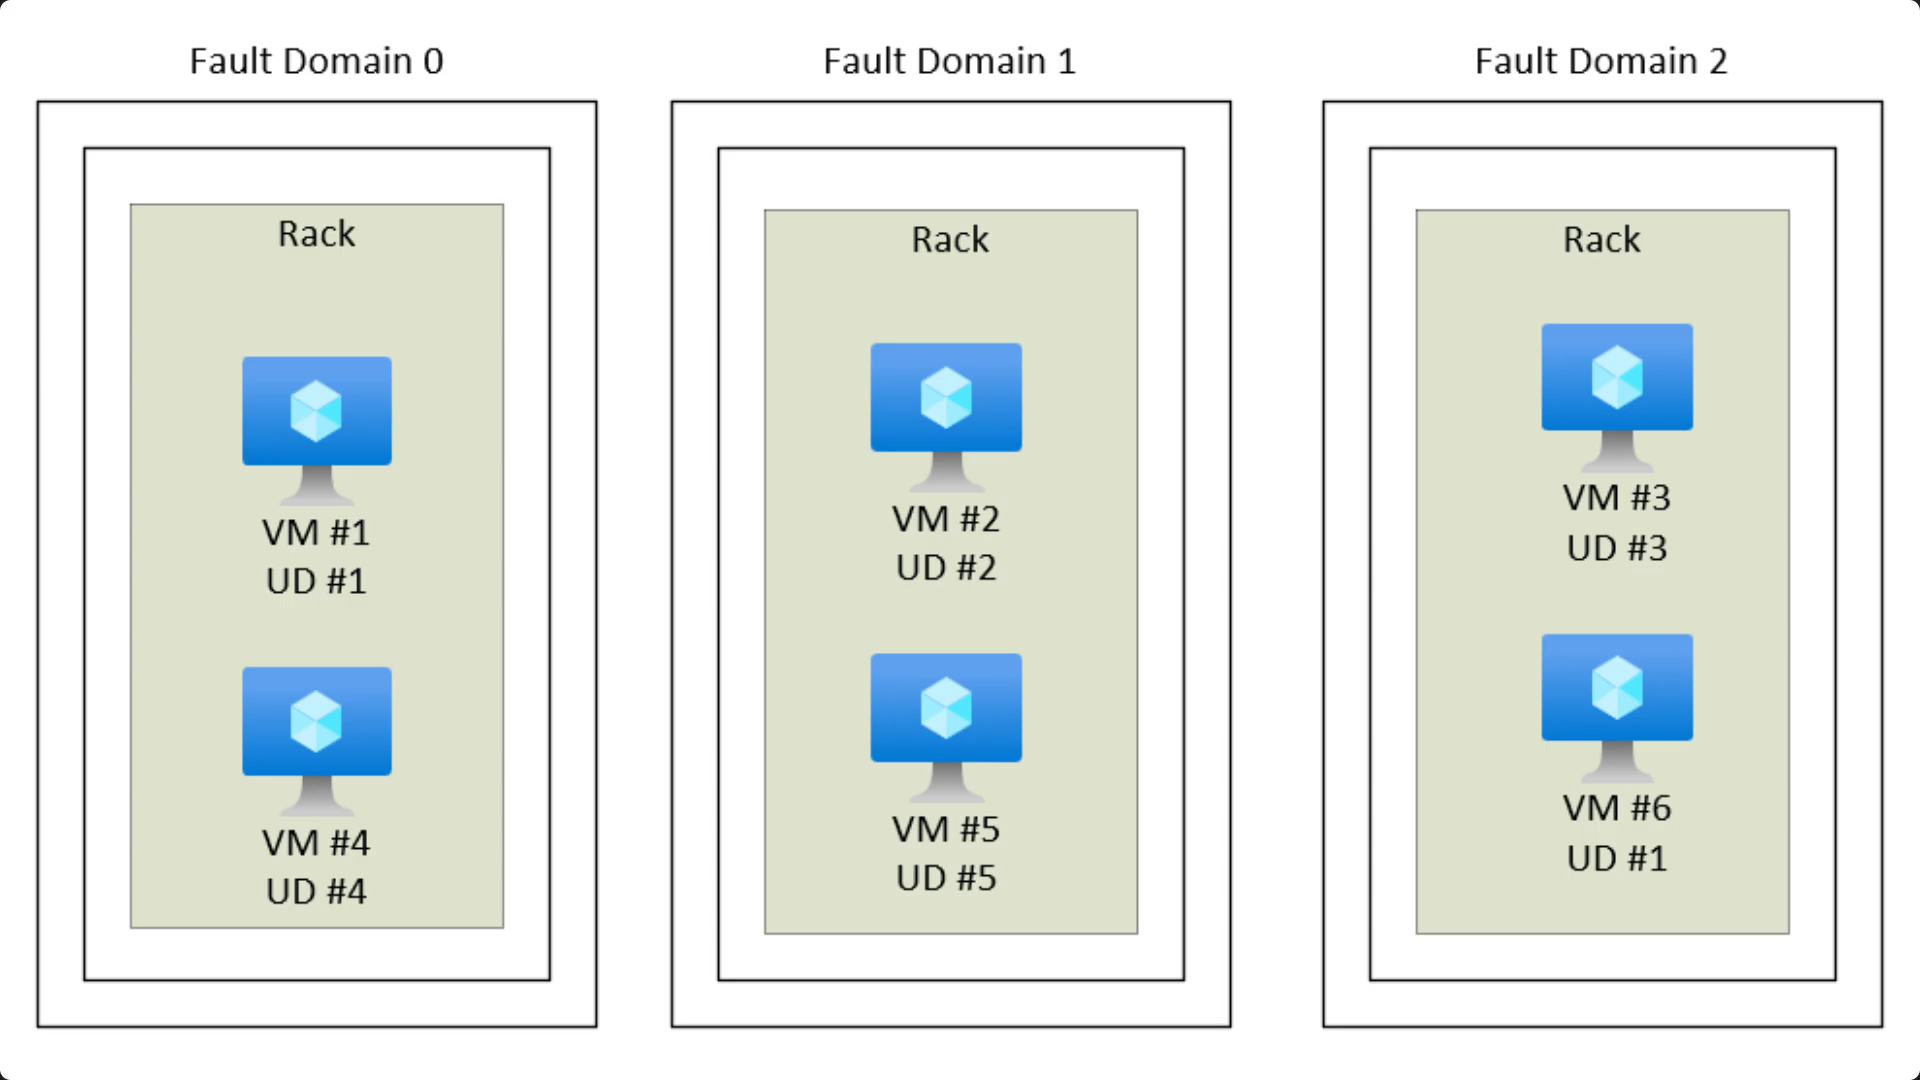 Fault Domain 0
Rack
VM #1
UD #1
VM #4
UD #4
Fault Domain 1
Rack
VM #2
UD #2
VM #5
UD #5
Fault Domain 2
Rack
VM #3
UD #3
VM #6
UD #1